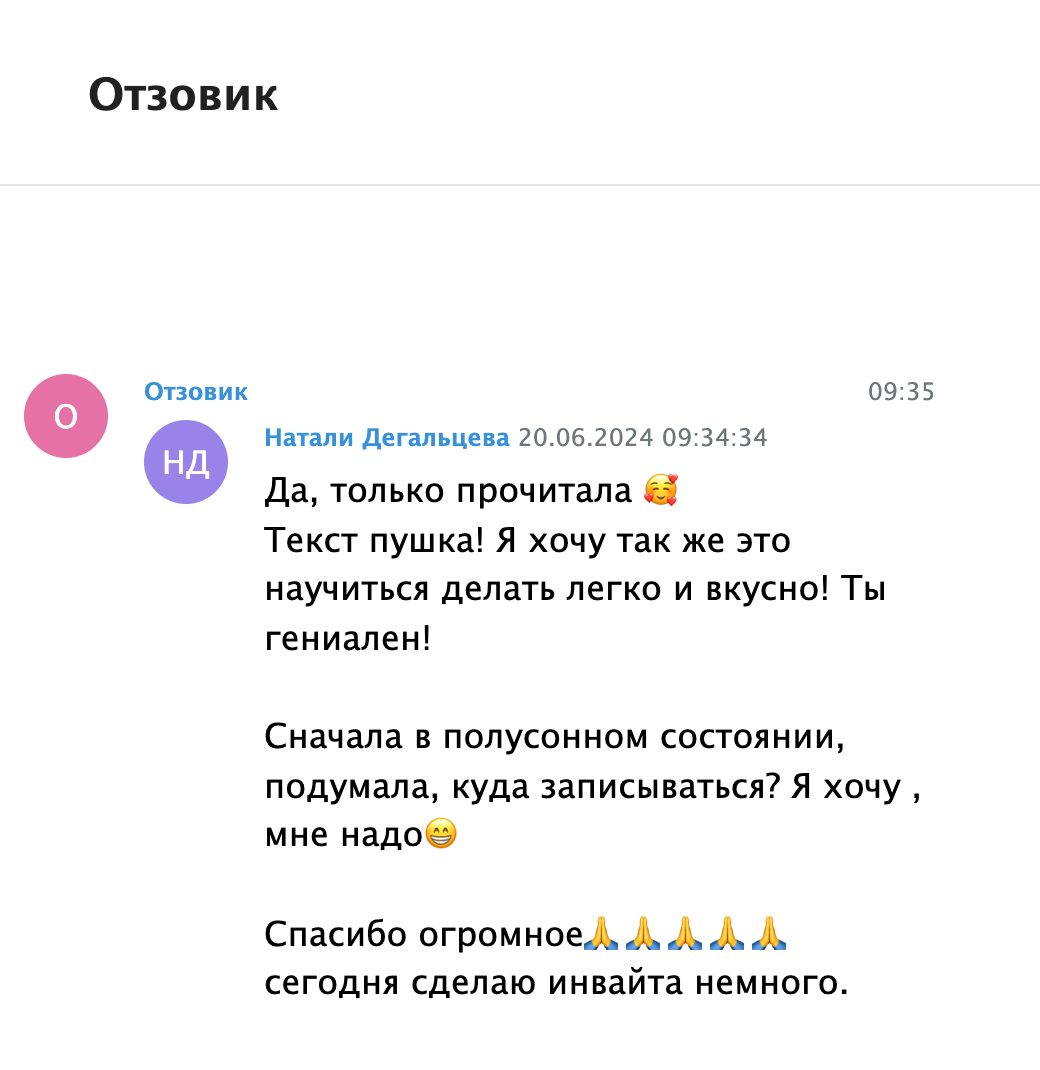 Отзовик
О
Отзовик 09:35
НД
Натали Дегальцева 20.06.2024 09:34:34
Да, только прочитала 🥰
Текст пушка! Я хочу так же это
научиться делать легко и вкусно! Ты
гениален!
Сначала в полусонном состоянии,
подумала, куда записываться? Я хочу ,
мне надо😁
Спасибо огромное🙏🙏🙏🙏🙏
сегодня сделаю инвайта немного.